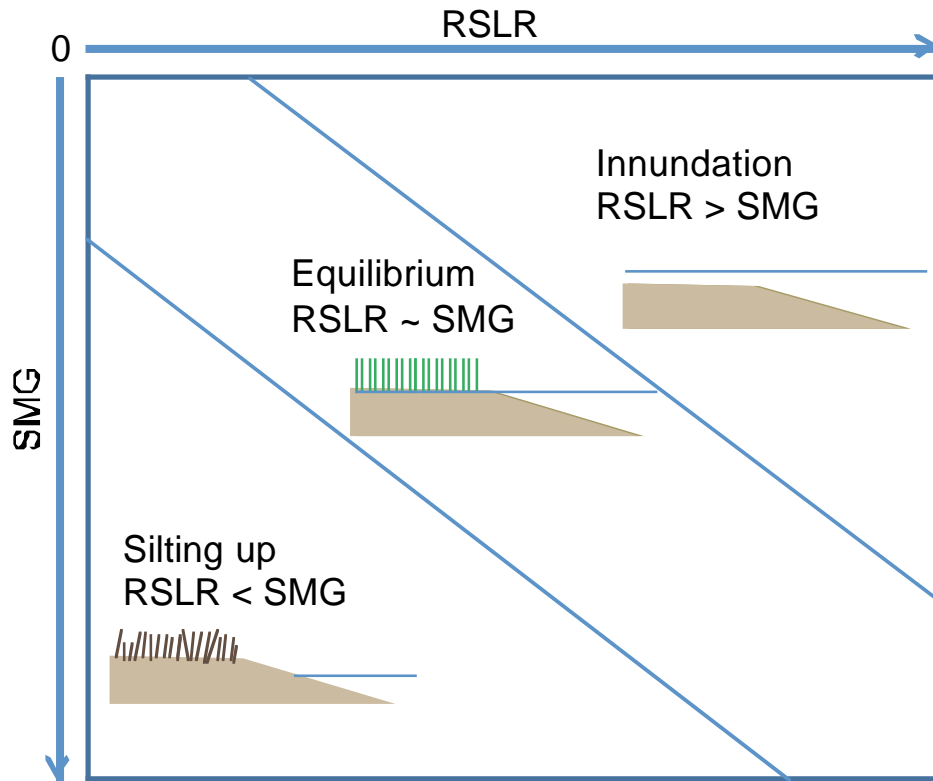 RSLR
0
Innundation
RSLR > SMG
Equilibrium
RSLR ~ SMG
SMG
Silting up
RSLR < SMG